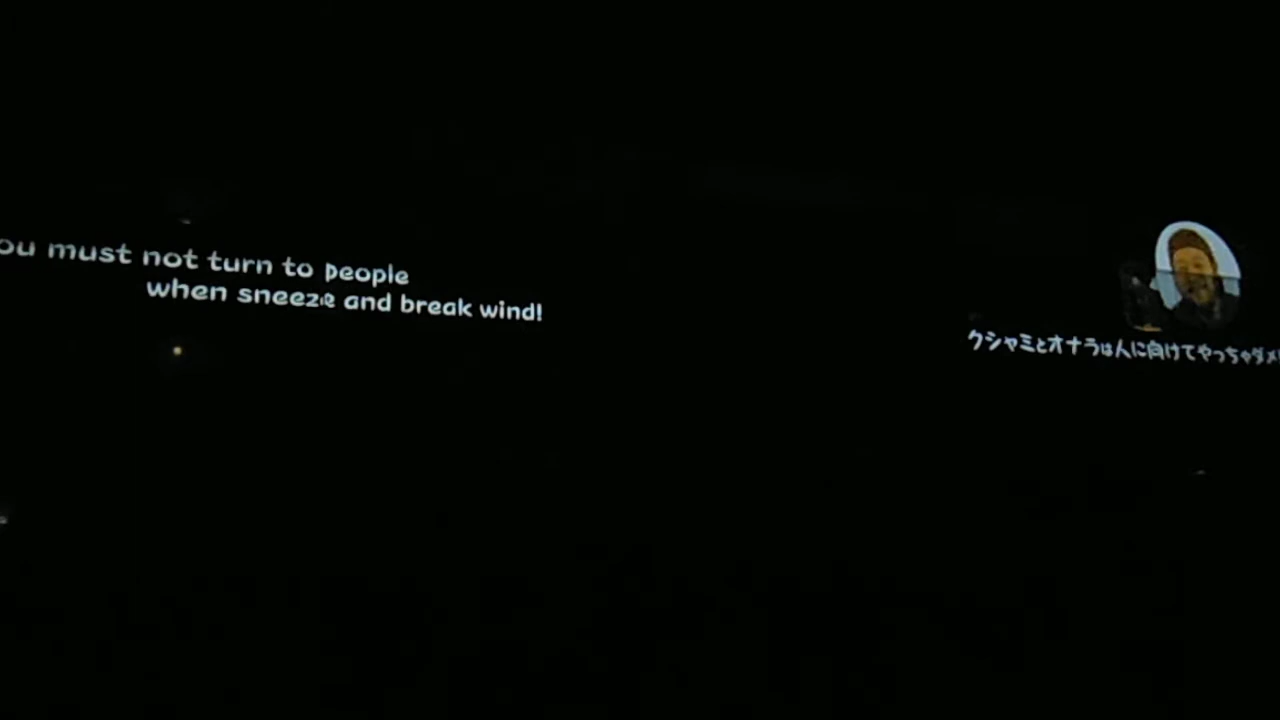 ou must not turn to people
when sneeze and break wind!
クシャミとオナラは人に向けてやっちゃダメ